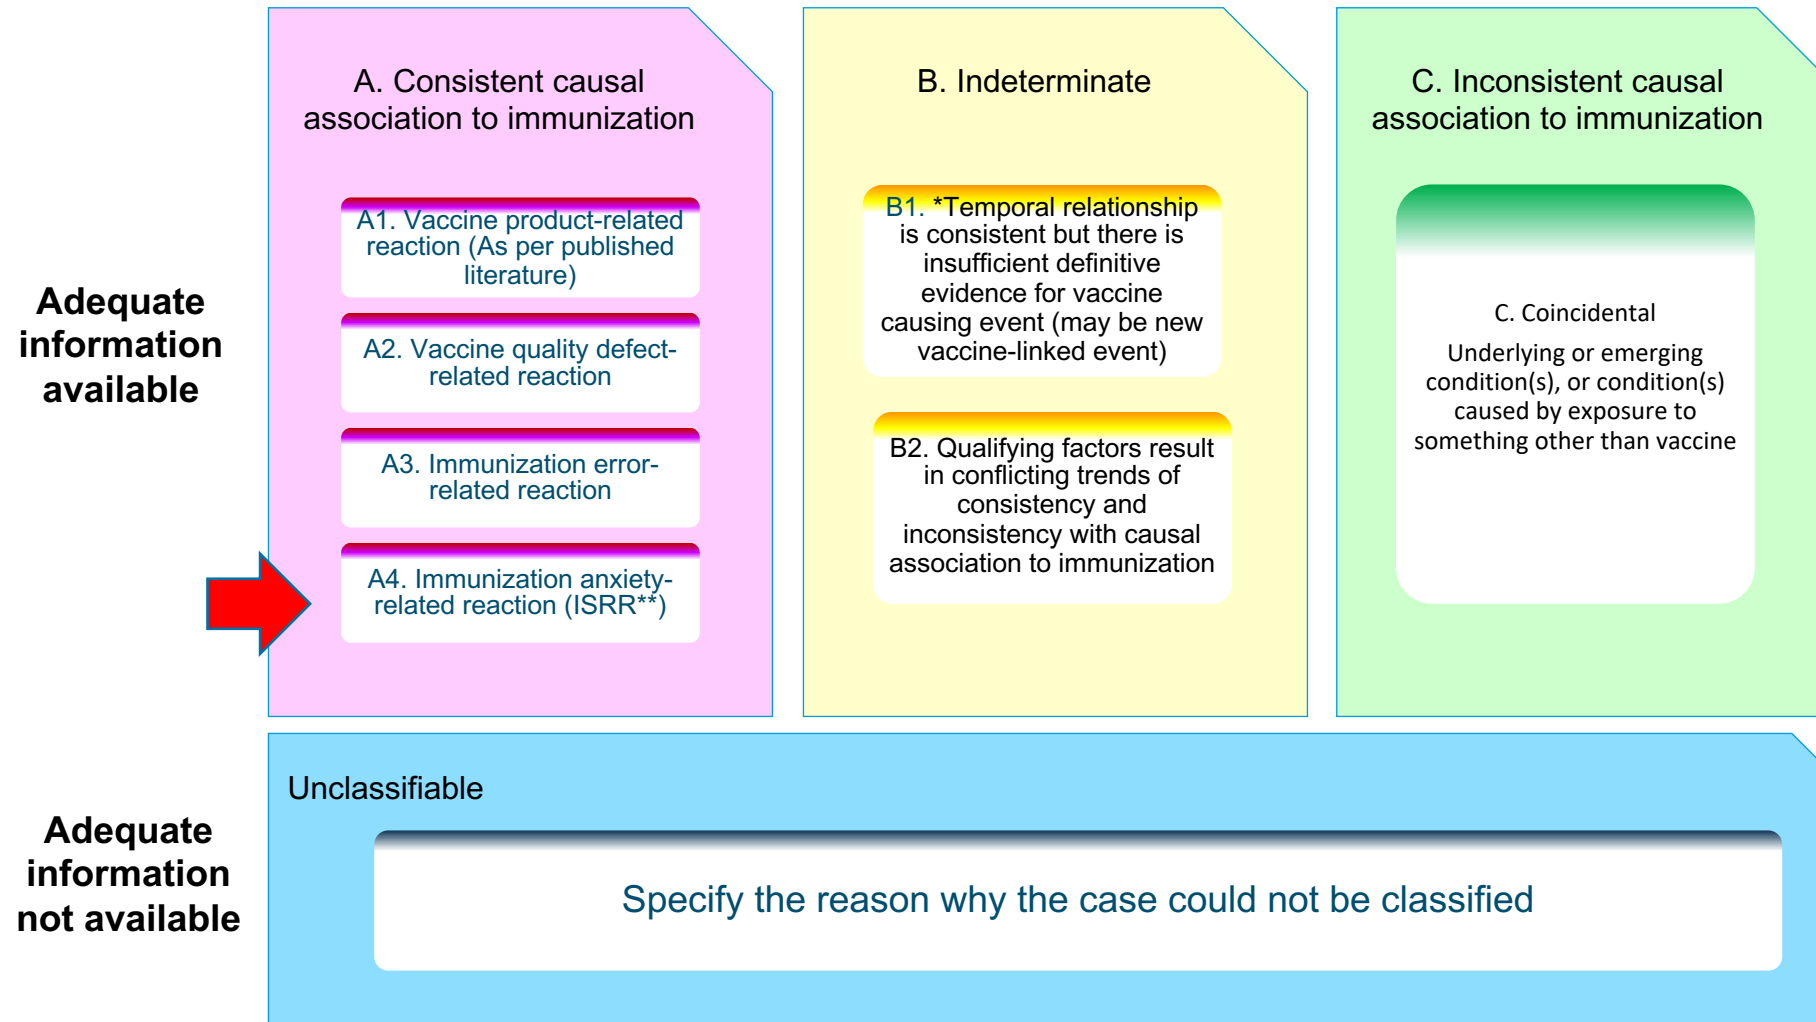 Adequate
information
available
A. Consistent causal
association to immunization
A1. Vaccine product-related
reaction (As per published
literature)
A2. Vaccine quality defect-
related reaction
A3. Immunization error-
related reaction
A4. Immunization anxiety-
related reaction (ISRR**)
B. Indeterminate
B1. *Temporal relationship
is consistent but there is
insufficient definitive
evidence for vaccine
causing event (may be new
vaccine-linked event)
B2. Qualifying factors result
in conflicting trends of
consistency and
inconsistency with causal
association to immunization
C. Inconsistent causal
association to immunization
C. Coincidental
Underlying or emerging
condition(s), or condition(s)
caused by exposure to
something other than vaccine
Adequate
information
not available
Unclassifiable
Specify the reason why the case could not be classified